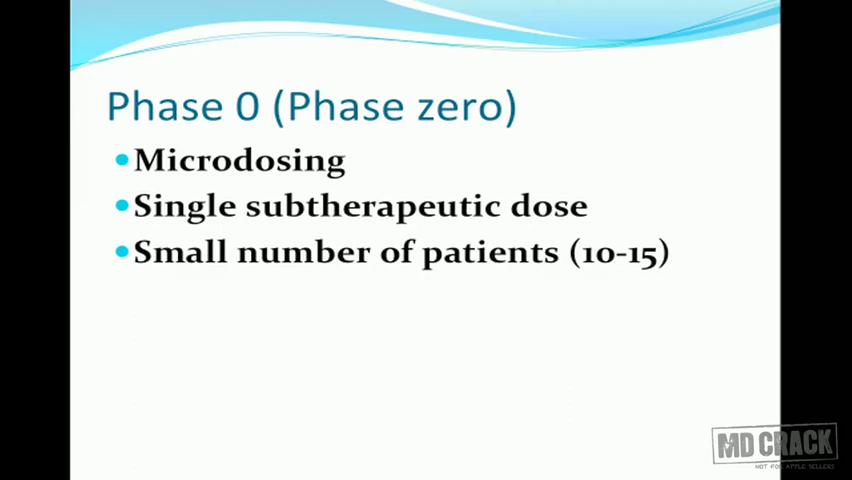 Phase 0 (Phase zero)
•Microdosing
•Single subtherapeutic dose
•Small number of patients (10-15)
MD CRACK
NOT FOR APPLE SELLERS